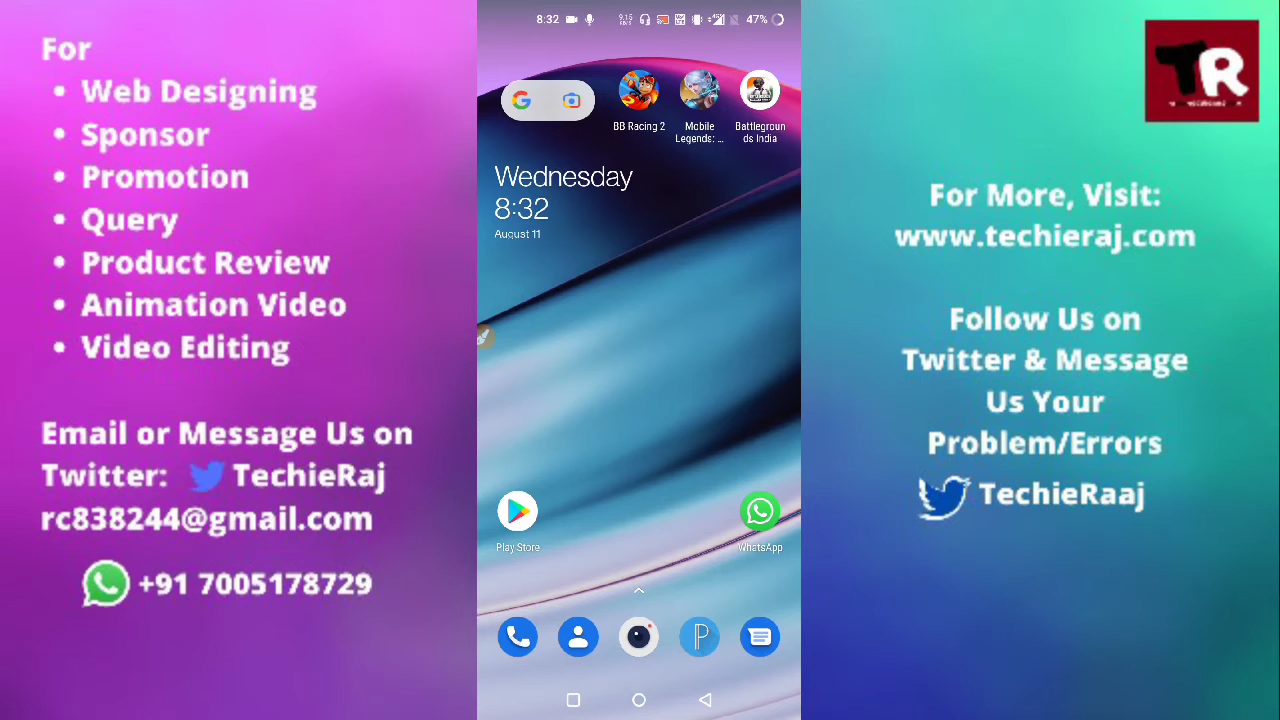 For
Web Designing
Sponsor
Promotion
Query
Product Review
Animation Video
Video Editing
Email or Message Us on
Twitter: TechieRaj
rc838244@gmail.com
+91 7005178729
8:32
47%
BB Racing 2
Mobile
Legends: ...
Battlegroun
ds India
Wednesday
8:32
August 11
Play Store
WhatsApp
TR
For More, Visit:
www.techieraj.com
Follow Us on
Twitter & Message
Us Your
Problem/Errors
TechieRaaj